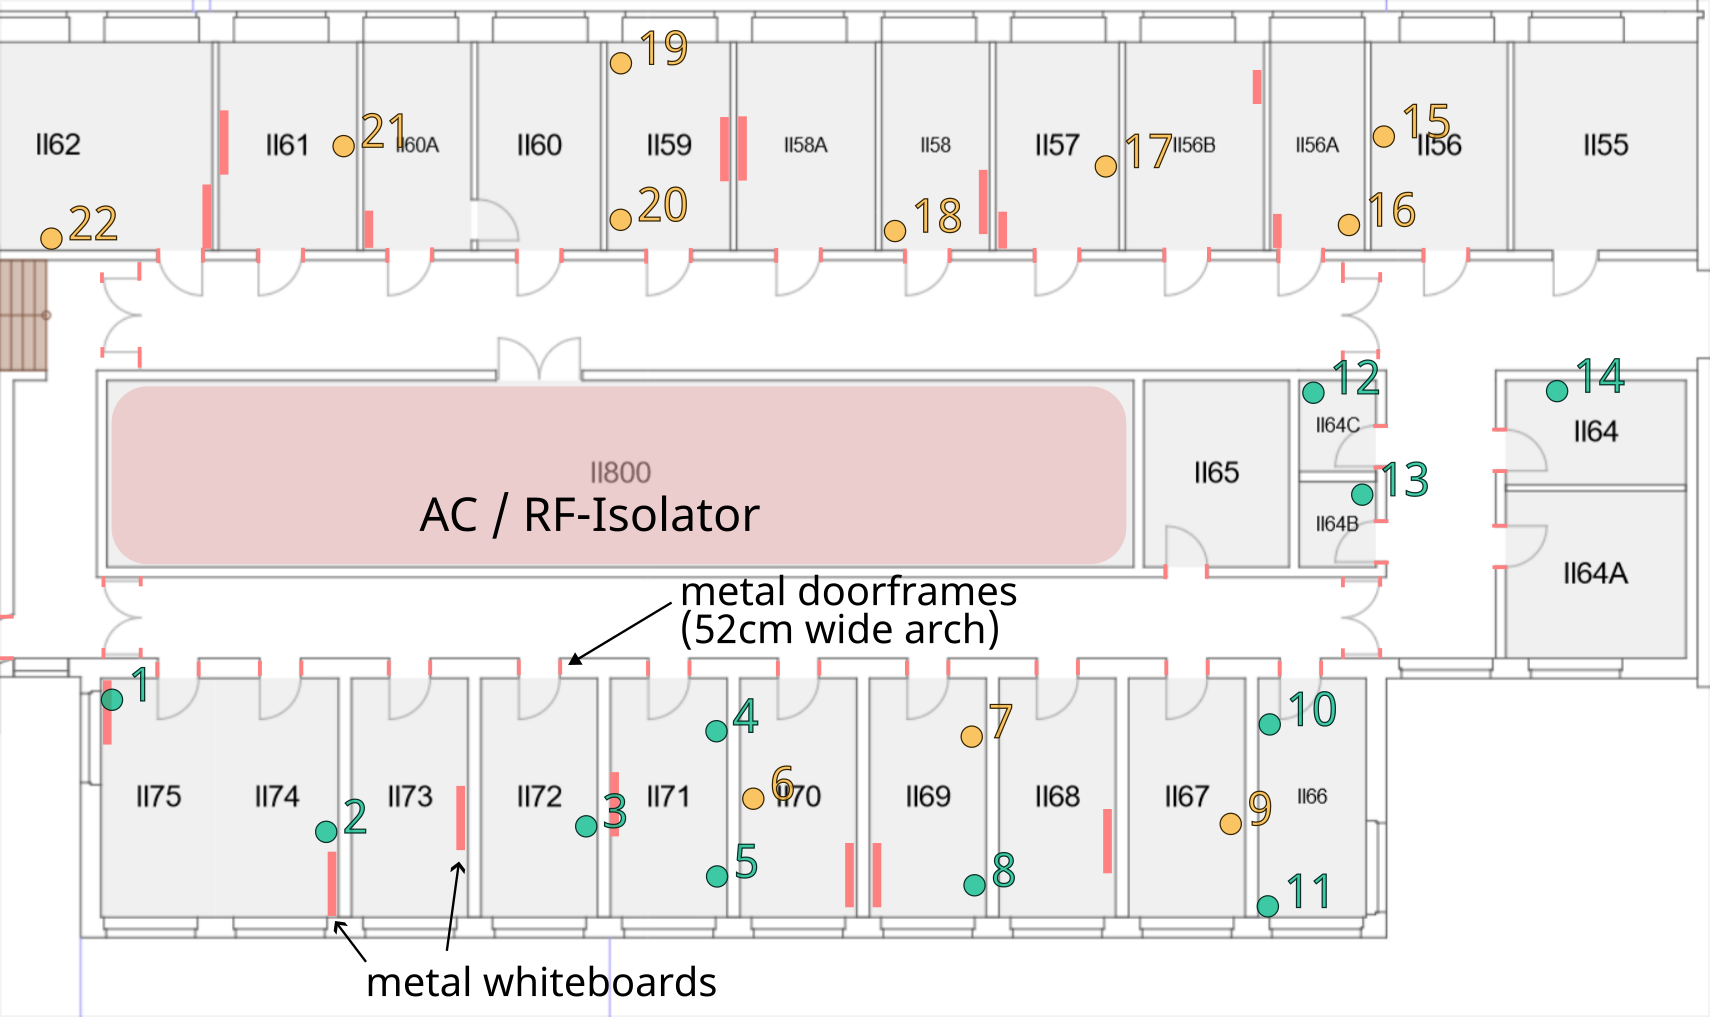 19
21
15
II62
II61
II60A
II60
II59
II58A
II58
II57
17
II56B
II56A
II56
II55
22
20
18
16
12
14
II64C
II64
II800
II65
13
AC / RF-Isolator
II64B
II64A
metal doorframes
(52cm wide arch)
1
4
7
10
II75
II74
2
II73
II72
3
II71
6
II70
II69
II68
II67
9
II66
5
8
11
metal whiteboards